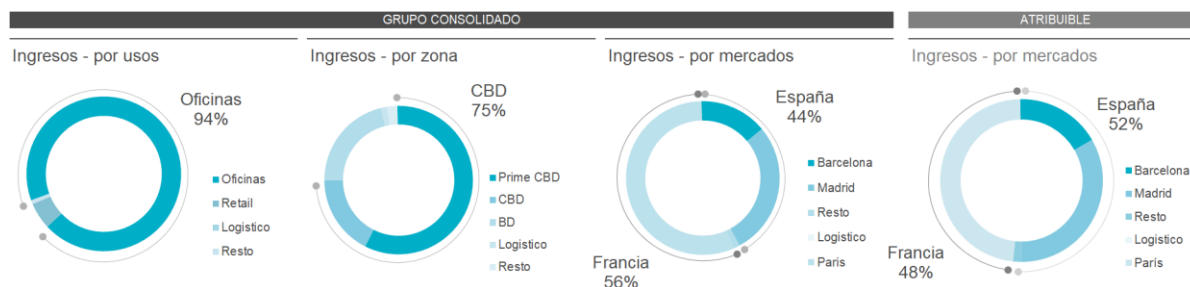 GRUPO CONSOLIDADO
ATRIBUIBLE
Ingresos - por usos
Oficinas
94%
Oficinas
Retail
Logistico
Resto
Ingresos - por zona
CBD
75%
Prime CBD
CBD
BD
Logistico
Resto
Ingresos - por mercados
España
44%
Barcelona
Madrid
Resto
Logistico
Paris
Francia
56%
Ingresos - por mercados
España
52%
Barcelona
Madrid
Resto
Logistico
París
Francia
48%